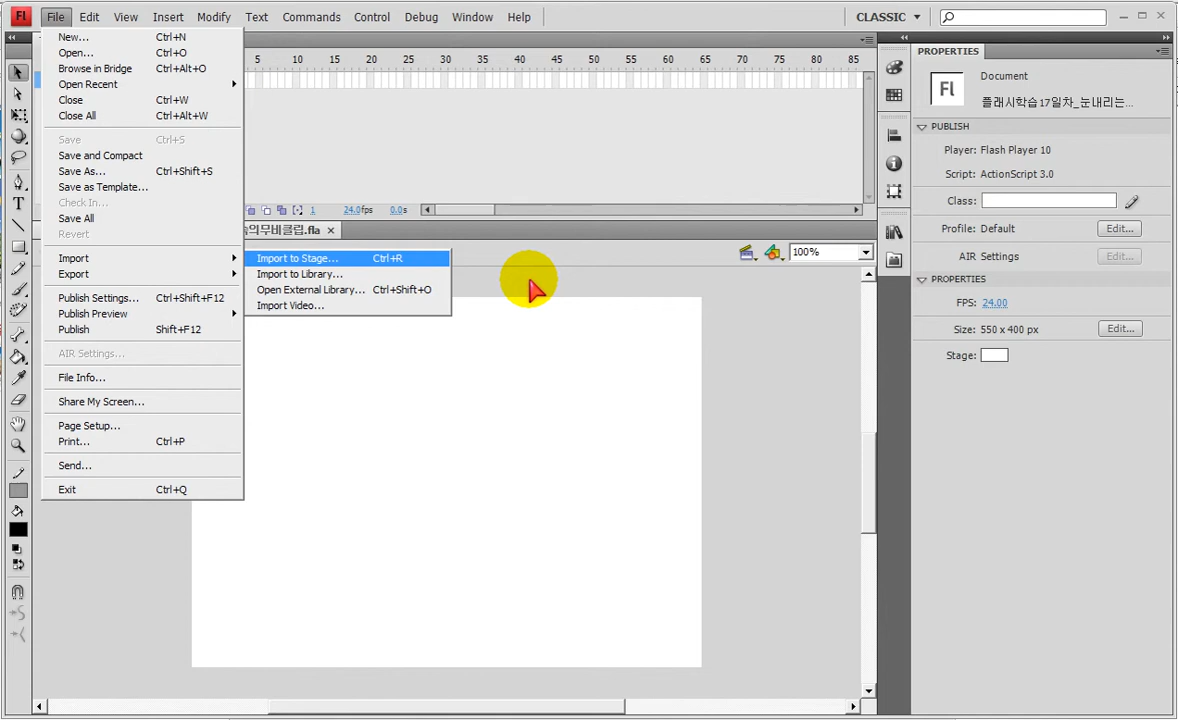 Fl File Edit View Insert Modify Text Commands Control Debug Window Help CLASSIC
New... Ctrl+N
Open... Ctrl+O
Browse in Bridge Ctrl+Alt+O
Open Recent
Close Ctrl+W
Close All Ctrl+Alt+W
Save Ctrl+S
Save and Compact
Save As... Ctrl+Shift+S
Save as Template...
Check In...
Save All
Revert
Import
Export
Publish Settings... Ctrl+Shift+F12
Publish Preview
Publish Shift+F12
AIR Settings...
File Info...
Share My Screen...
Page Setup...
Print... Ctrl+P
Send...
Exit Ctrl+Q
Import to Stage... Ctrl+R
Import to Library...
Open External Library... Ctrl+Shift+O
Import Video...
5 10 15 20 25 30 35 40 45 50 55 60 65 70 75 80 85
1 24.0fps 0.0s
의무비클립.fla
100%
PROPERTIES
Fl
Document
플래시학습17일차_눈내리는...
PUBLISH
Player: Flash Player 10
Script: ActionScript 3.0
Class:
Profile: Default Edit...
AIR Settings Edit...
PROPERTIES
FPS: 24.00
Size: 550 x 400 px Edit...
Stage: